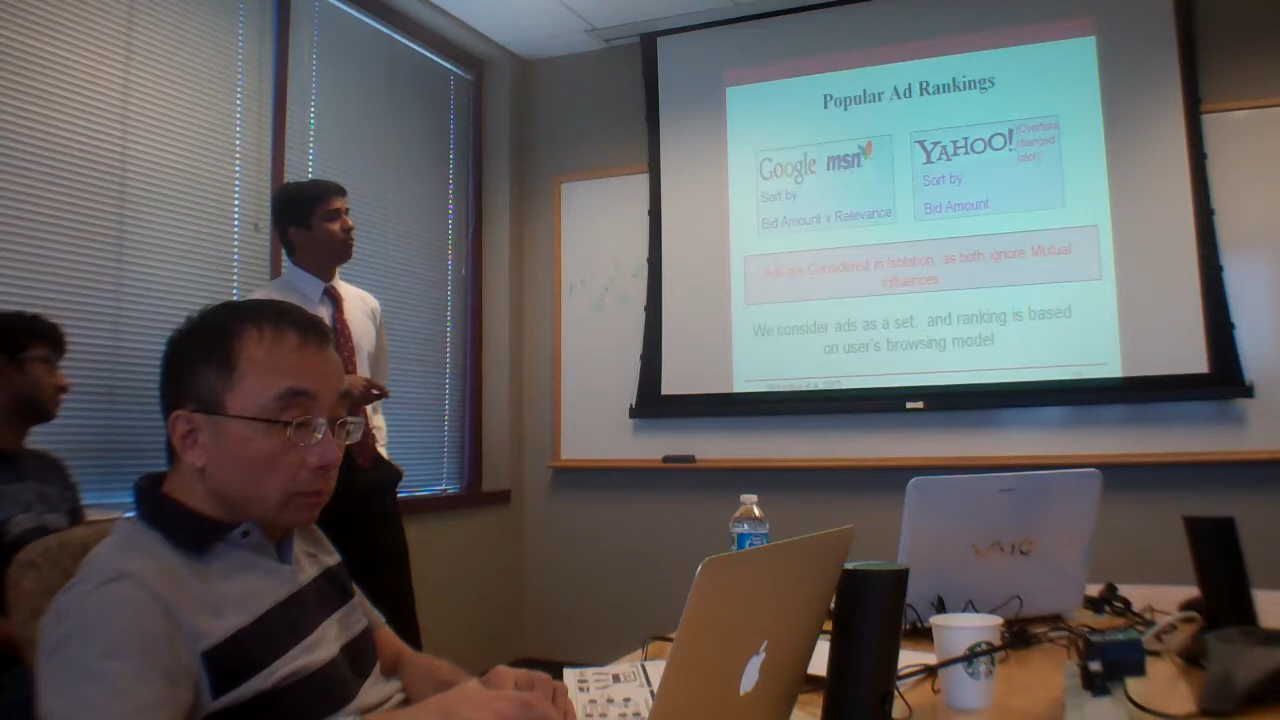 Popular Ad Rankings
Google msn
Sort by
Bid Amount x Relevance
YAHOO!
(Overture
changed
later)
Sort by
Bid Amount
Ads are Considered in Isolation, as both ignore Mutual
influences
We consider ads as a set, and ranking is based
on user's browsing model
VAIO